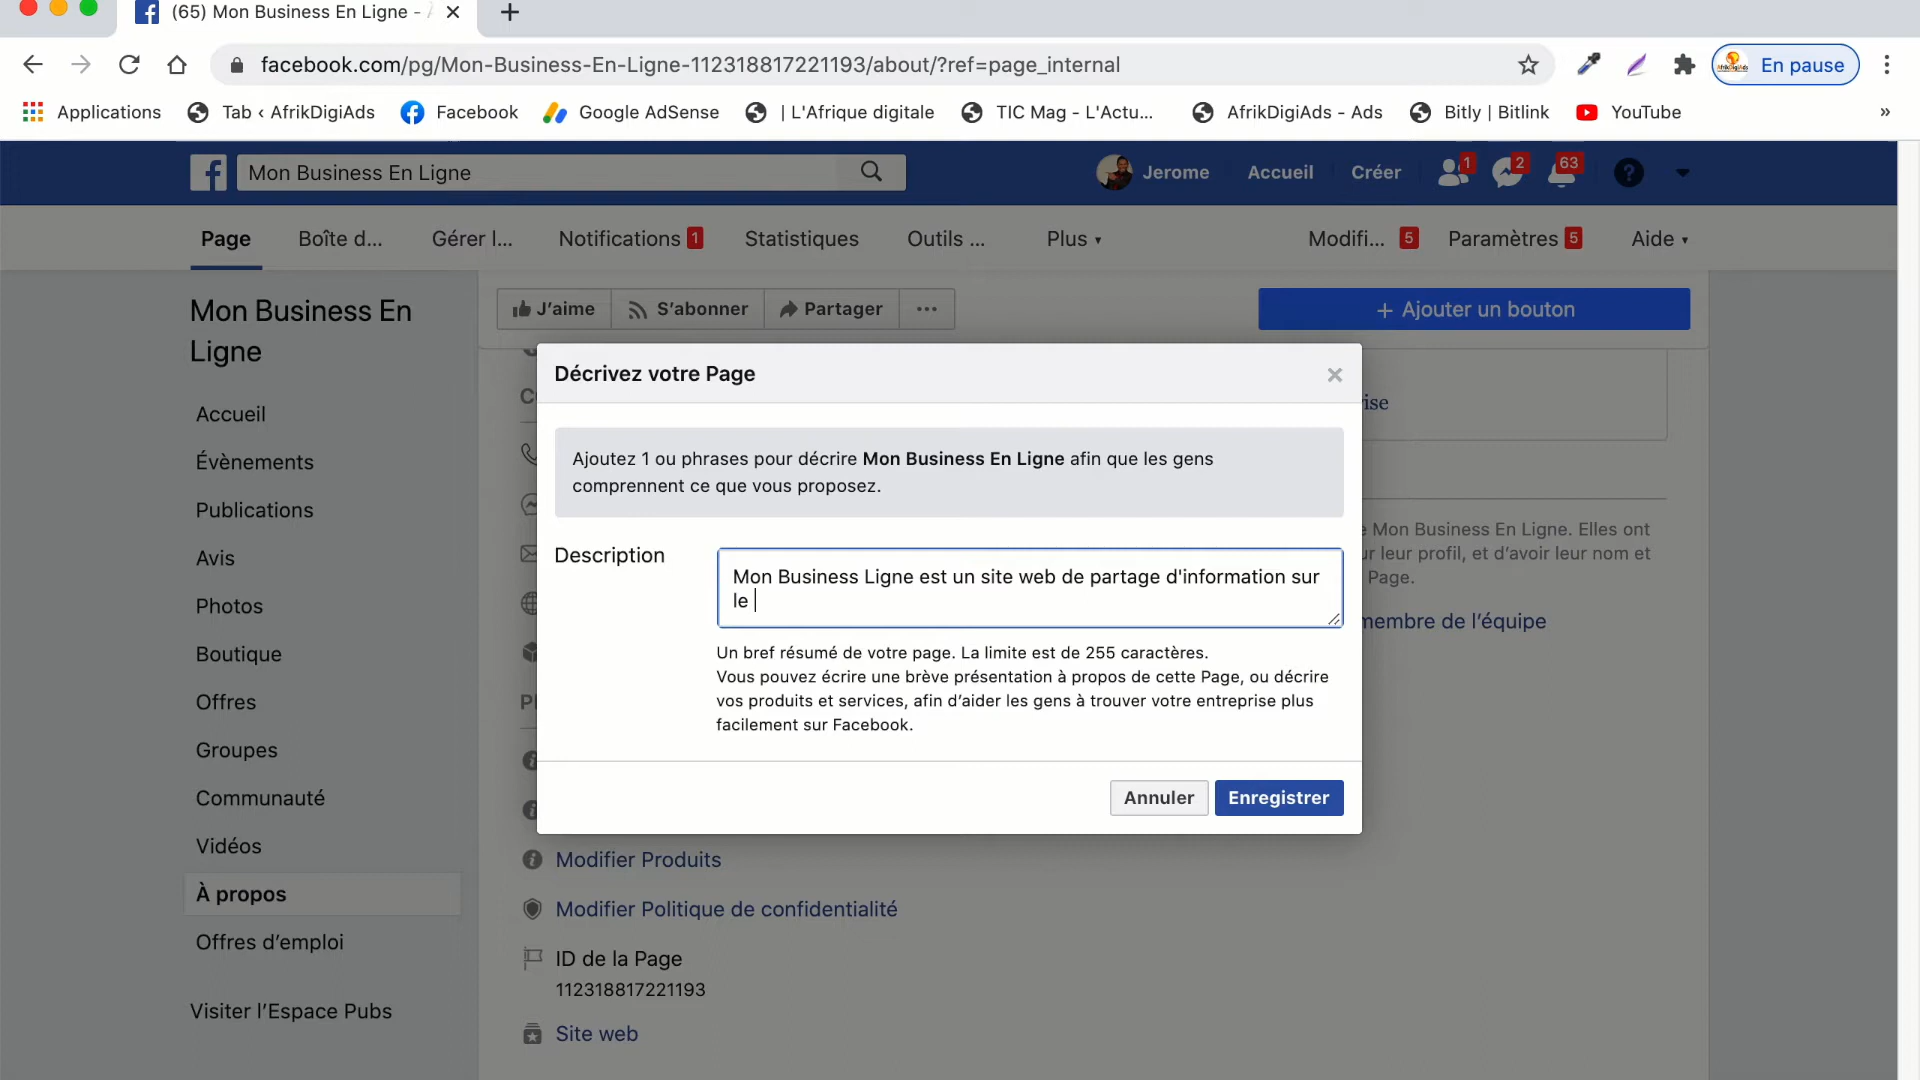 (65) Mon Business En Ligne -
facebook.com/pg/Mon-Business-En-Ligne-112318817221193/about/?ref=page_internal
En pause
Applications
Tab ‹ AfrikDigiAds
Facebook
Google AdSense
| L'Afrique digitale
TIC Mag - L'Actu...
AfrikDigiAds - Ads
Bitly | Bitlink
YouTube
»
Mon Business En Ligne
Jerome
Accueil
Créer
1
2
63
Page
Boîte d...
Gérer l...
Notifications 1
Statistiques
Outils ...
Plus
Modifi... 5
Paramètres 5
Aide
Mon Business En
Ligne
Accueil
Évènements
Publications
Avis
Photos
Boutique
Offres
Groupes
Communauté
Vidéos
À propos
Offres d’emploi
Visiter l’Espace Pubs
J’aime
S’abonner
Partager
...
+ Ajouter un bouton
Décrivez votre Page
Ajoutez 1 ou phrases pour décrire Mon Business En Ligne afin que les gens
comprennent ce que vous proposez.
Description
Mon Business Ligne est un site web de partage d'information sur
le
Un bref résumé de votre page. La limite est de 255 caractères.
Vous pouvez écrire une brève présentation à propos de cette Page, ou décrire
vos produits et services, afin d’aider les gens à trouver votre entreprise plus
facilement sur Facebook.
Annuler
Enregistrer
Mon Business En Ligne. Elles ont
leur profil, et d’avoir leur nom et
Page.
membre de l’équipe
Modifier Produits
Modifier Politique de confidentialité
ID de la Page
112318817221193
Site web